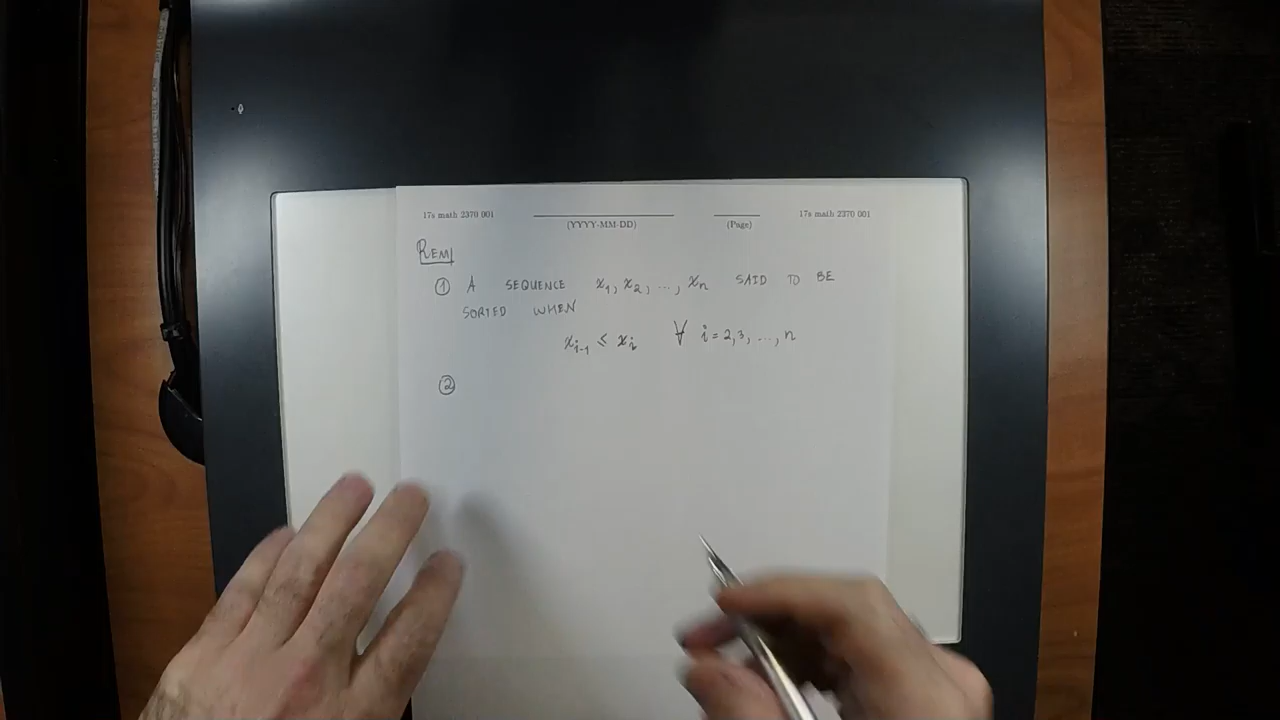 17s math 2370 001 (YYYY-MM-DD) (Page) 17s math 2370 001
REM
① A SEQUENCE x₁, x₂, ..., xₙ SAID TO BE
SORTED WHEN
xᵢ₋₁ ≤ xᵢ ∀ i = 2,3, ..., n
②